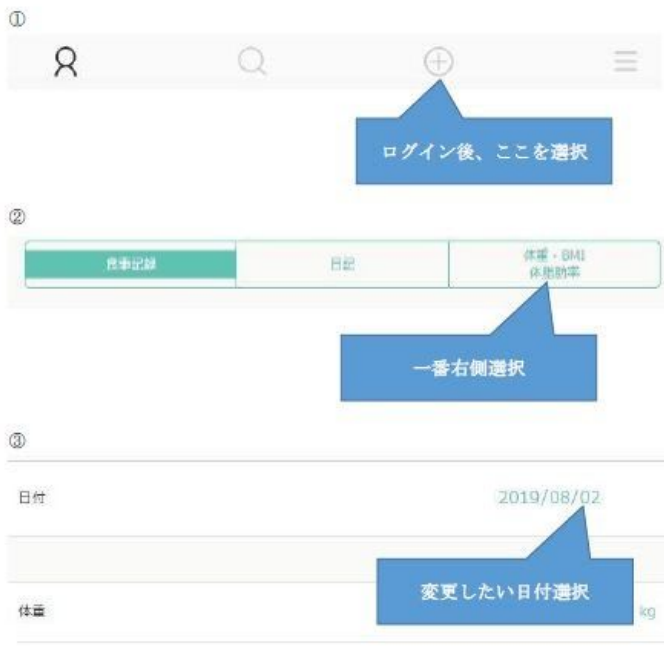 ①
ログイン後、ここを選択
②
食事記録
日記
体重・BMI
体脂肪率
一番右側選択
③
日付
2019/08/02
変更したい日付選択
体重
kg